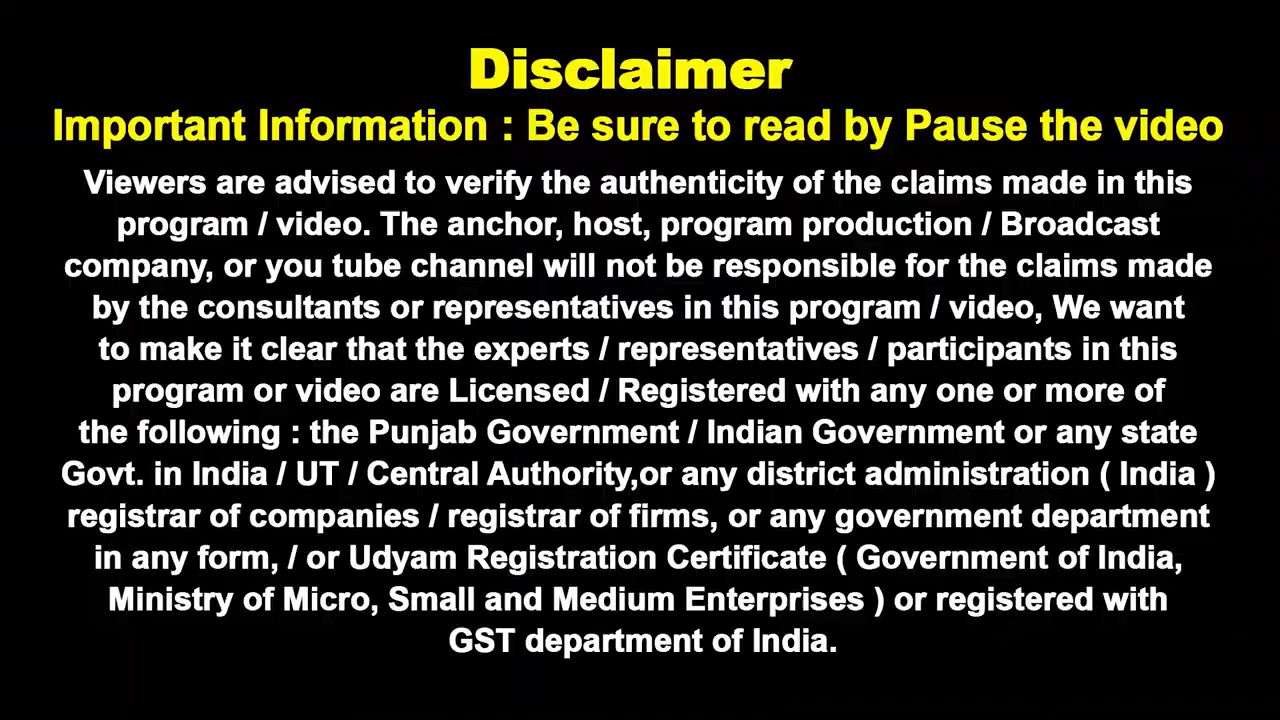 Disclaimer
Important Information : Be sure to read by Pause the video
Viewers are advised to verify the authenticity of the claims made in this
program / video. The anchor, host, program production / Broadcast
company, or you tube channel will not be responsible for the claims made
by the consultants or representatives in this program / video, We want
to make it clear that the experts / representatives / participants in this
program or video are Licensed / Registered with any one or more of
the following : the Punjab Government / Indian Government or any state
Govt. in India / UT / Central Authority,or any district administration ( India )
registrar of companies / registrar of firms, or any government department
in any form, / or Udyam Registration Certificate ( Government of India,
Ministry of Micro, Small and Medium Enterprises ) or registered with
GST department of India.